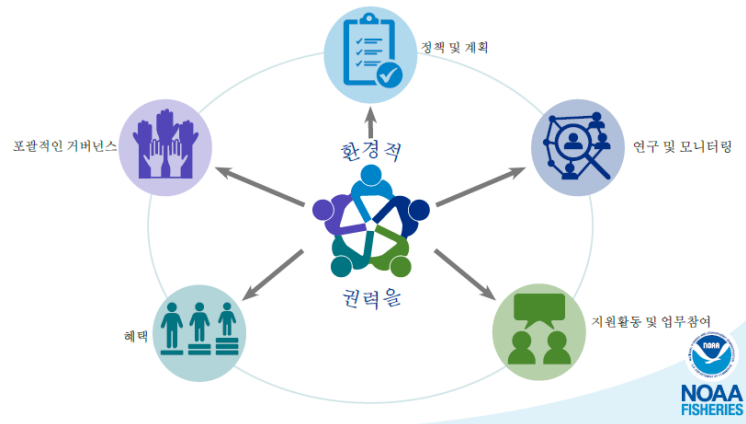 정책 및 계획
포괄적인 거버넌스
환경적
연구 및 모니터링
권력을
혜택
지원활동 및 업무참여
NOAA
NOAA
FISHERIES